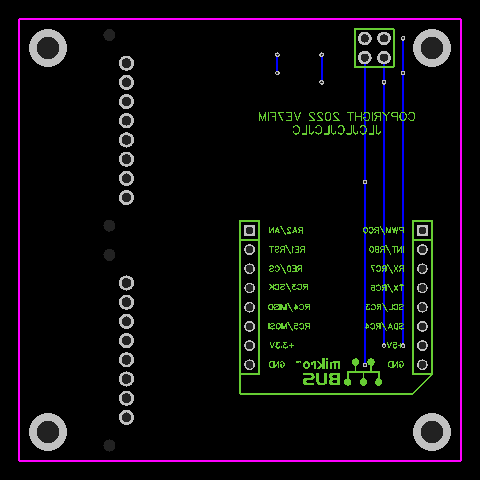 COPYRIGHT 2022 VE7FIM
JLCJLCJLCJLC
RA2/AN PWM/RC0
RE1/RST INT/RB0
RE0/CS RX/RC7
RC3/SCK TX/RC6
RC4/MISO SCL/RC3
RC5/MOSI SDA/RC4
+3.3V +5V
GND mikro™ GND
BUS